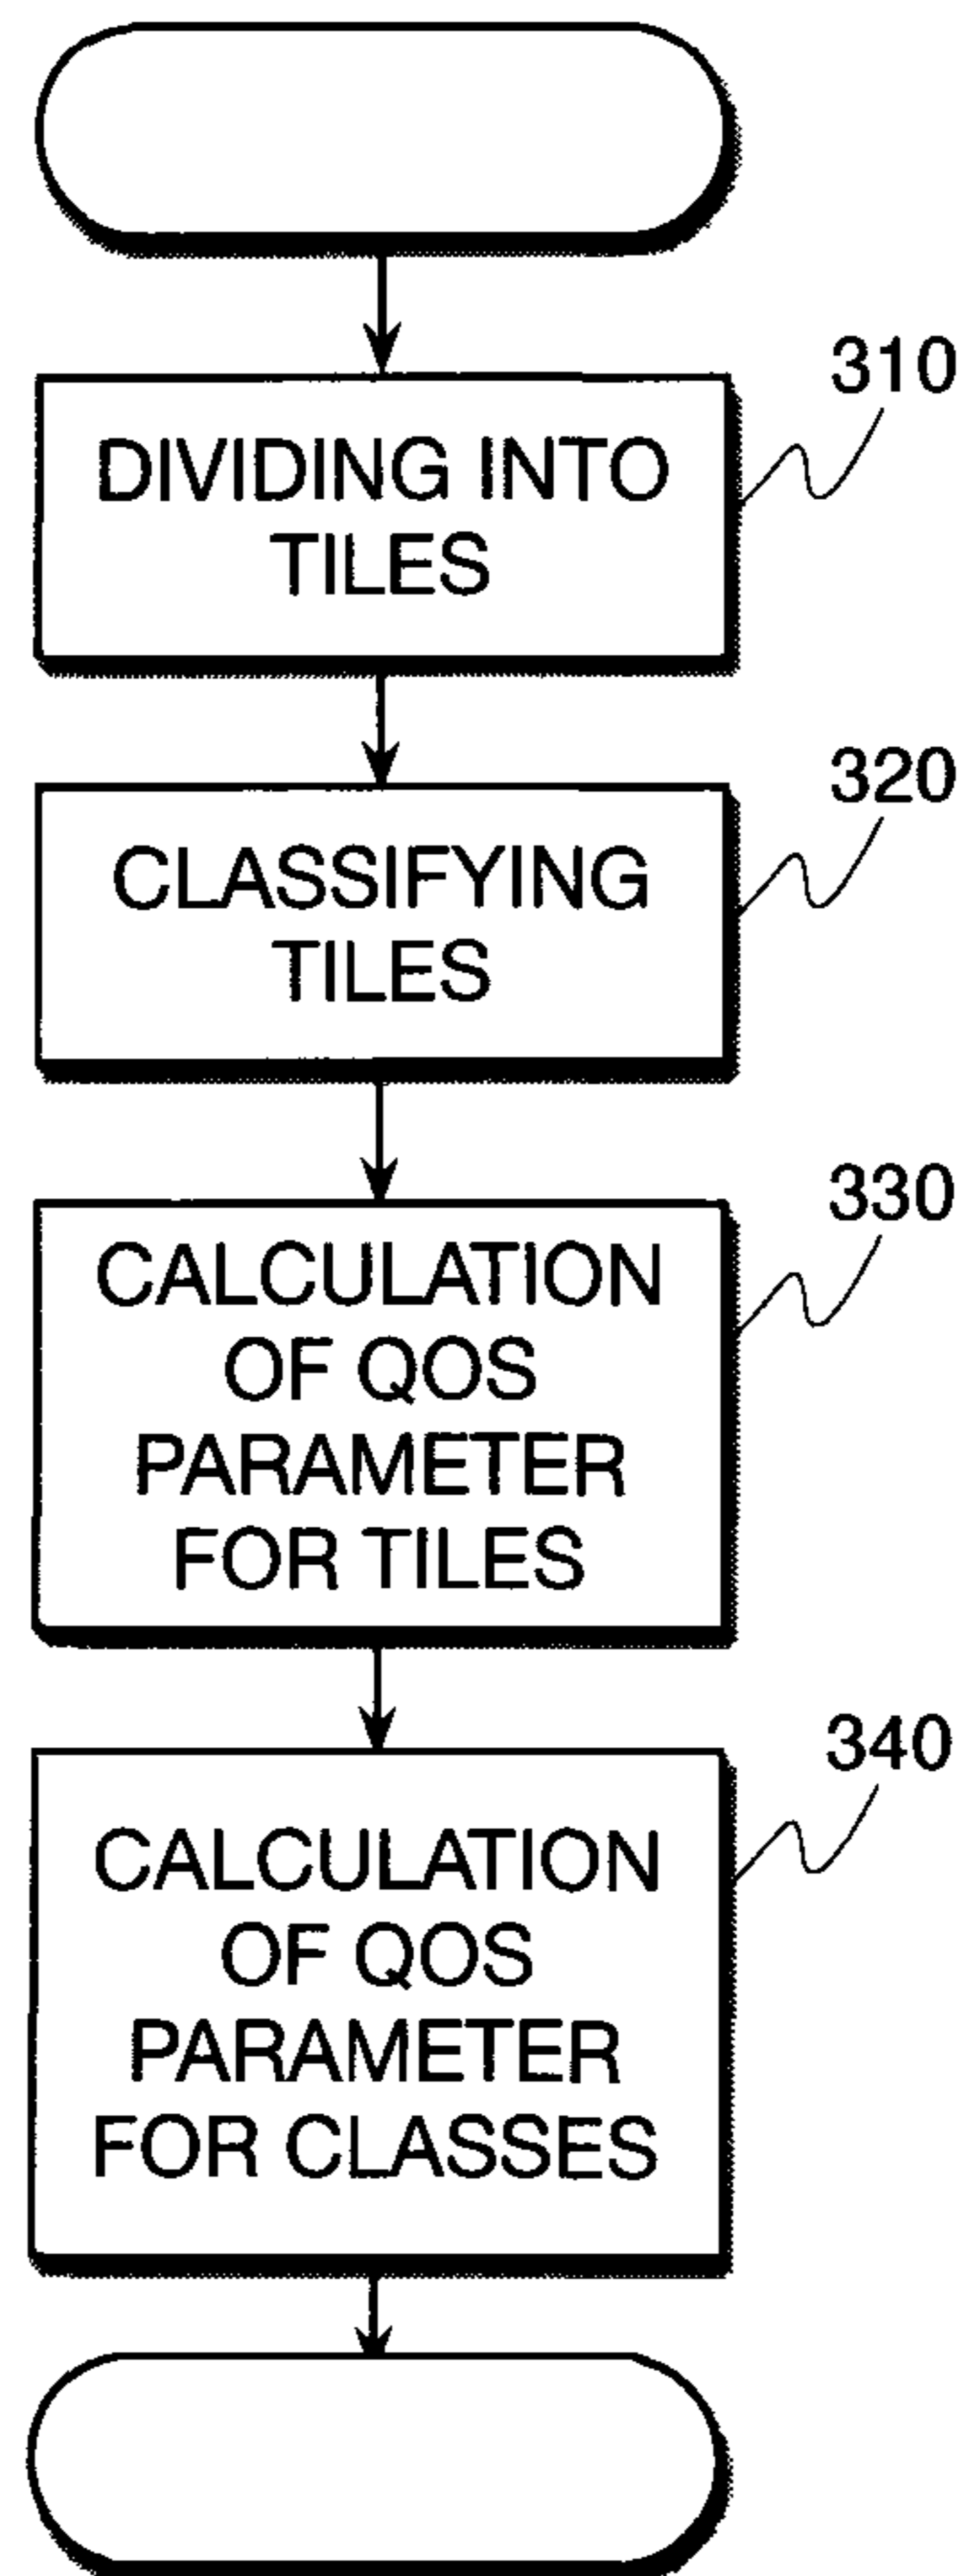 310
DIVIDING INTO
TILES
320
CLASSIFYING
TILES
330
CALCULATION
OF QOS
PARAMETER
FOR TILES
340
CALCULATION
OF QOS
PARAMETER
FOR CLASSES